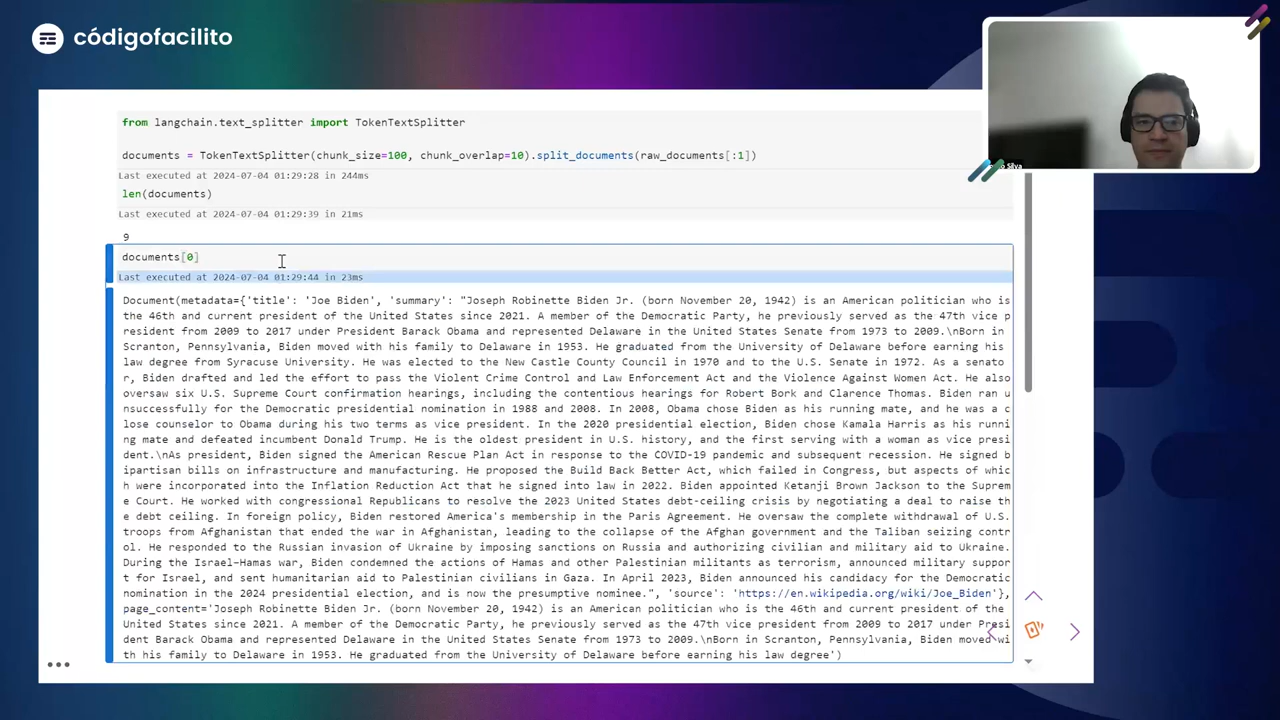 códigofacilito
from langchain.text_splitter import TokenTextSplitter
documents = TokenTextSplitter(chunk_size=100, chunk_overlap=10).split_documents(raw_documents[:1])
Last executed at 2024-07-04 01:29:28 in 244ms
len(documents)
Last executed at 2024-07-04 01:29:39 in 21ms
9
documents[0]
Last executed at 2024-07-04 01:29:44 in 23ms
Document(metadata={'title': 'Joe Biden', 'summary': "Joseph Robinette Biden Jr. (born November 20, 1942) is an American politician who is
the 46th and current president of the United States since 2021. A member of the Democratic Party, he previously served as the 47th vice p
resident from 2009 to 2017 under President Barack Obama and represented Delaware in the United States Senate from 1973 to 2009.\nBorn in
Scranton, Pennsylvania, Biden moved with his family to Delaware in 1953. He graduated from the University of Delaware before earning his
law degree from Syracuse University. He was elected to the New Castle County Council in 1970 and to the U.S. Senate in 1972. As a senato
r, Biden drafted and led the effort to pass the Violent Crime Control and Law Enforcement Act and the Violence Against Women Act. He also
oversaw six U.S. Supreme Court confirmation hearings, including the contentious hearings for Robert Bork and Clarence Thomas. Biden ran u
nsuccessfully for the Democratic presidential nomination in 1988 and 2008. In 2008, Obama chose Biden as his running mate, and he was a c
lose counselor to Obama during his two terms as vice president. In the 2020 presidential election, Biden chose Kamala Harris as his runni
ng mate and defeated incumbent Donald Trump. He is the oldest president in U.S. history, and the first serving with a woman as vice presi
dent.\nAs president, Biden signed the American Rescue Plan Act in response to the COVID-19 pandemic and subsequent recession. He signed b
ipartisan bills on infrastructure and manufacturing. He proposed the Build Back Better Act, which failed in Congress, but aspects of whic
h were incorporated into the Inflation Reduction Act that he signed into law in 2022. Biden appointed Ketanji Brown Jackson to the Suprem
e Court. He worked with congressional Republicans to resolve the 2023 United States debt-ceiling crisis by negotiating a deal to raise th
e debt ceiling. In foreign policy, Biden restored America's membership in the Paris Agreement. He oversaw the complete withdrawal of U.S.
troops from Afghanistan that ended the war in Afghanistan, leading to the collapse of the Afghan government and the Taliban seizing contr
ol. He responded to the Russian invasion of Ukraine by imposing sanctions on Russia and authorizing civilian and military aid to Ukraine.
During the Israel–Hamas war, Biden condemned the actions of Hamas and other Palestinian militants as terrorism, announced military suppor
t for Israel, and sent humanitarian aid to Palestinian civilians in Gaza. In April 2023, Biden announced his candidacy for the Democratic
nomination in the 2024 presidential election, and is now the presumptive nominee.", 'source': 'https://en.wikipedia.org/wiki/Joe_Biden'},
page_content='Joseph Robinette Biden Jr. (born November 20, 1942) is an American politician who is the 46th and current president of the
United States since 2021. A member of the Democratic Party, he previously served as the 47th vice president from 2009 to 2017 under Presi
dent Barack Obama and represented Delaware in the United States Senate from 1973 to 2009.\nBorn in Scranton, Pennsylvania, Biden moved wi
th his family to Delaware in 1953. He graduated from the University of Delaware before earning his law degree')
Silva